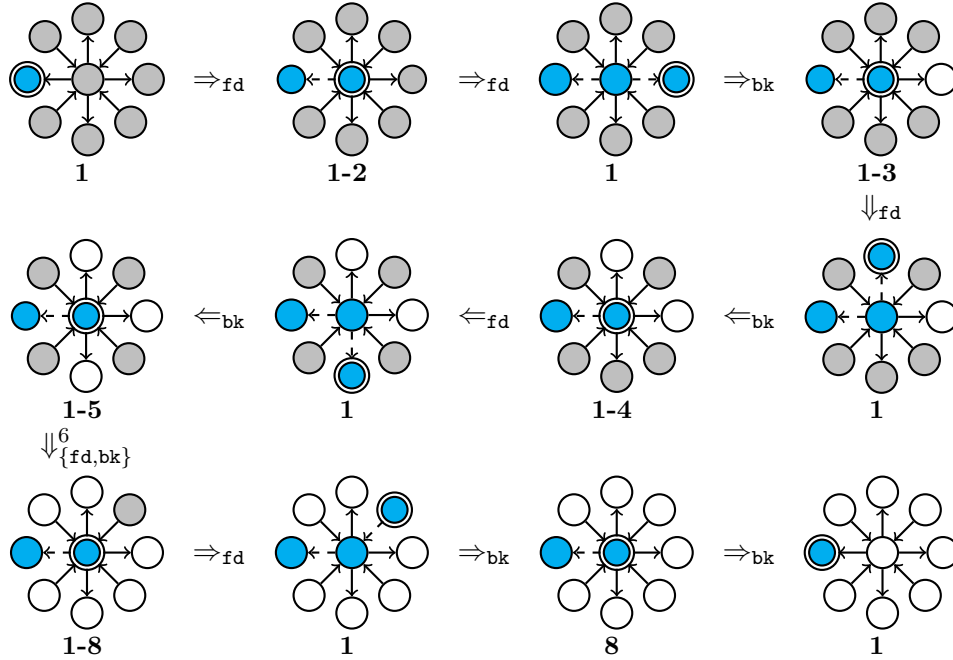 ⇒fd ⇒fd ⇒bk
1 1-2 1 1-3
⇓fd
⇐bk ⇐fd ⇐bk
1-5 1 1-4 1
⇓6{fd,bk}
⇒fd ⇒bk ⇒bk
1-8 1 8 1